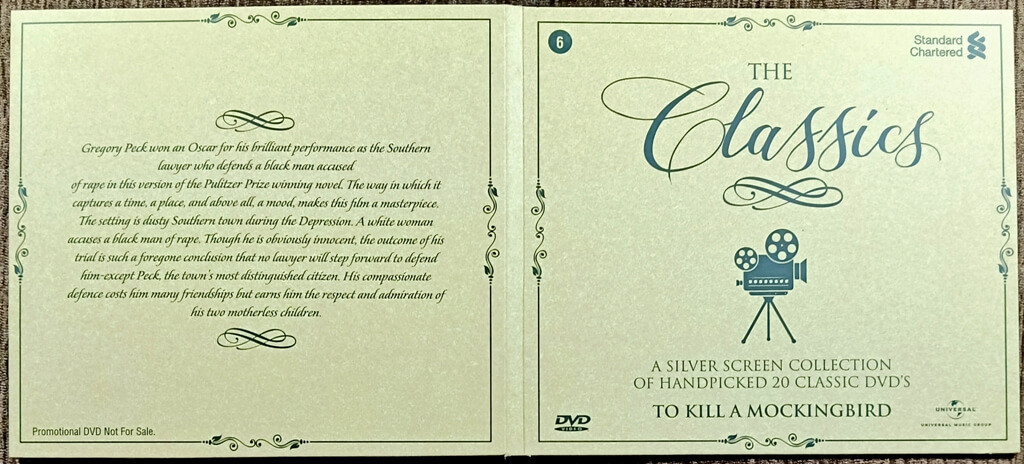 Gregory Peck won an Oscar for his brilliant performance as the Southern
lawyer who defends a black man accused
of rape in this version of the Pulitzer Prize winning novel. The way in which it
captures a time, a place, and above all, a mood, makes this film a masterpiece.
The setting is dusty Southern town during the Depression. A white woman
accuses a black man of rape. Though he is obviously innocent, the outcome of his
trial is such a foregone conclusion that no lawyer will step forward to defend
him-except Peck, the town's most distinguished citizen. His compassionate
defence costs him many friendships but earns him the respect and admiration of
his two motherless children.
Promotional DVD Not For Sale.
6
Standard
Chartered
THE
Classics
A SILVER SCREEN COLLECTION
OF HANDPICKED 20 CLASSIC DVD'S
TO KILL A MOCKINGBIRD
DVD
VIDEO
UNIVERSAL
UNIVERSAL MUSIC GROUP